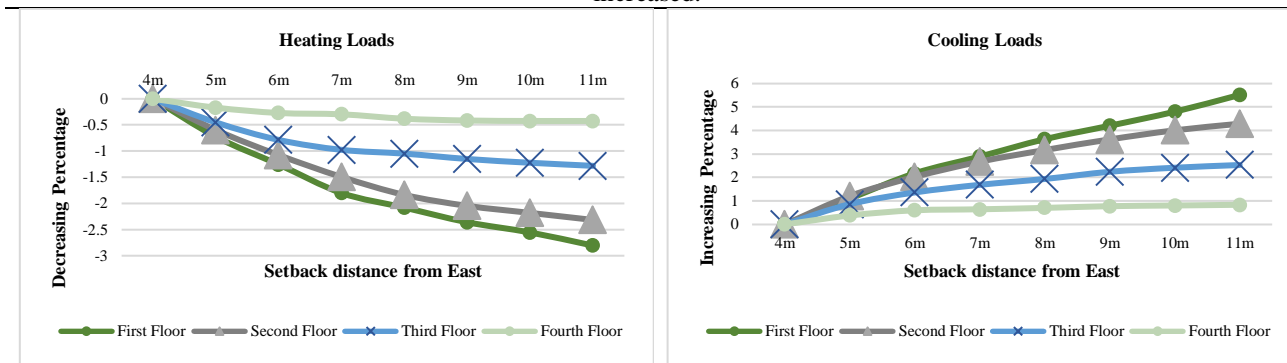 increased.
Heating Loads
4m 5m 6m 7m 8m 9m 10m 11m
0
-0.5
-1
-1.5
-2
-2.5
-3
Decreasing Percentage
Setback distance from East
First Floor Second Floor Third Floor Fourth Floor
Cooling Loads
6
5
4
3
2
1
0
Increasing Percentage
4m 5m 6m 7m 8m 9m 10m 11m
Setback distance from East
First Floor Second Floor Third Floor Fourth Floor